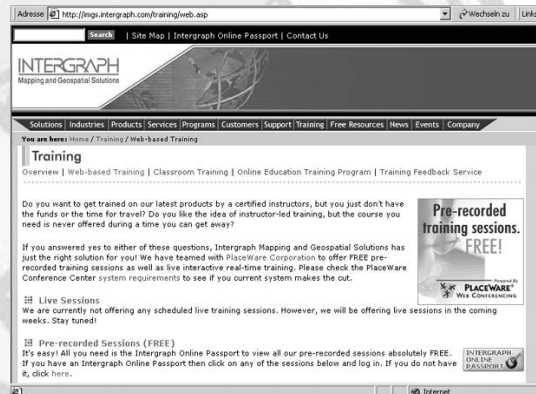 Adresse http://imgs.intergraph.com/training/web.asp Wechseln zu Links
Search | Site Map | Intergraph Online Passport | Contact Us
INTERGRAPH
Mapping and Geospatial Solutions
Solutions | Industries | Products | Services | Programs | Customers | Support | Training | Free Resources | News | Events | Company
You are here: Home / Training / Web-based Training
Training
Overview | Web-based Training | Classroom Training | Online Education Training Program | Training Feedback Service
Do you want to get trained on our latest products by a certified instructors, but you just don't have
the funds or the time for travel? Do you like the idea of instructor-led training, but the course you
need is never offered during a time you can get away?
If you answered yes to either of these questions, Intergraph Mapping and Geospatial Solutions has
just the right solution for you! We have teamed with PlaceWare Corporation to offer FREE pre-
recorded training sessions as well as live interactive real-time training. Please check the PlaceWare
Conference Center system requirements to see if you current system makes the cut.
Pre-recorded
training sessions.
FREE!
Powered By
PLACEWARE
WEB CONFERENCING
Live Sessions
We are currently not offering any scheduled live training sessions. However, we will be offering live sessions in the coming
weeks. Stay tuned!
Pre-recorded Sessions (FREE)
It's easy! All you need is the Intergraph Online Passport to view all our pre-recorded sessions absolutely FREE.
If you have an Intergraph Online Passport then click on any of the sessions below and log in. If you do not have
it, click here.
INTERGRAPH
ONLINE
PASSPORT
Internet